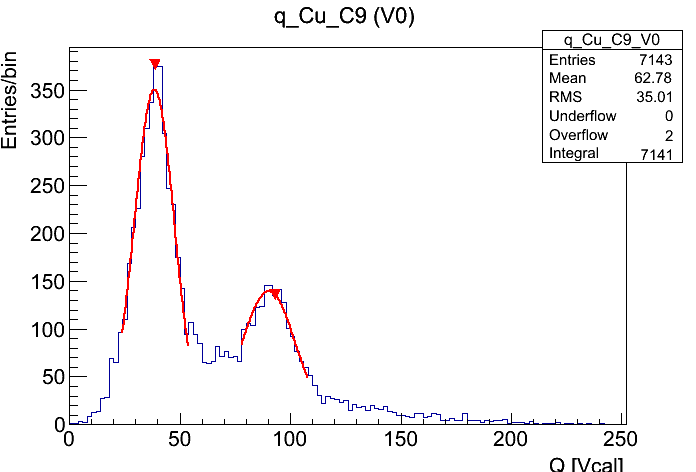 q_Cu_C9 (V0)
q_Cu_C9_V0
Entries 7143
Mean 62.78
RMS 35.01
Underflow 0
Overflow 2
Integral 7141
Entries/bin
350
300
250
200
150
100
50
0
0 50 100 150 200 250
Q [Vcal]